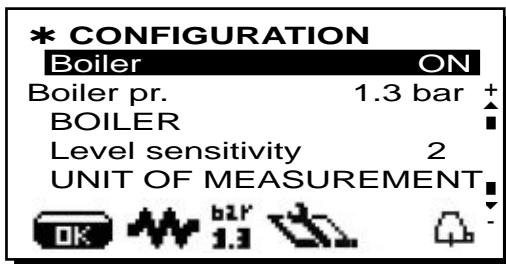 * CONFIGURATION
Boiler ON
Boiler pr. 1.3 bar +
BOILER
Level sensitivity 2
UNIT OF MEASUREMENT
OK bar -
1.3